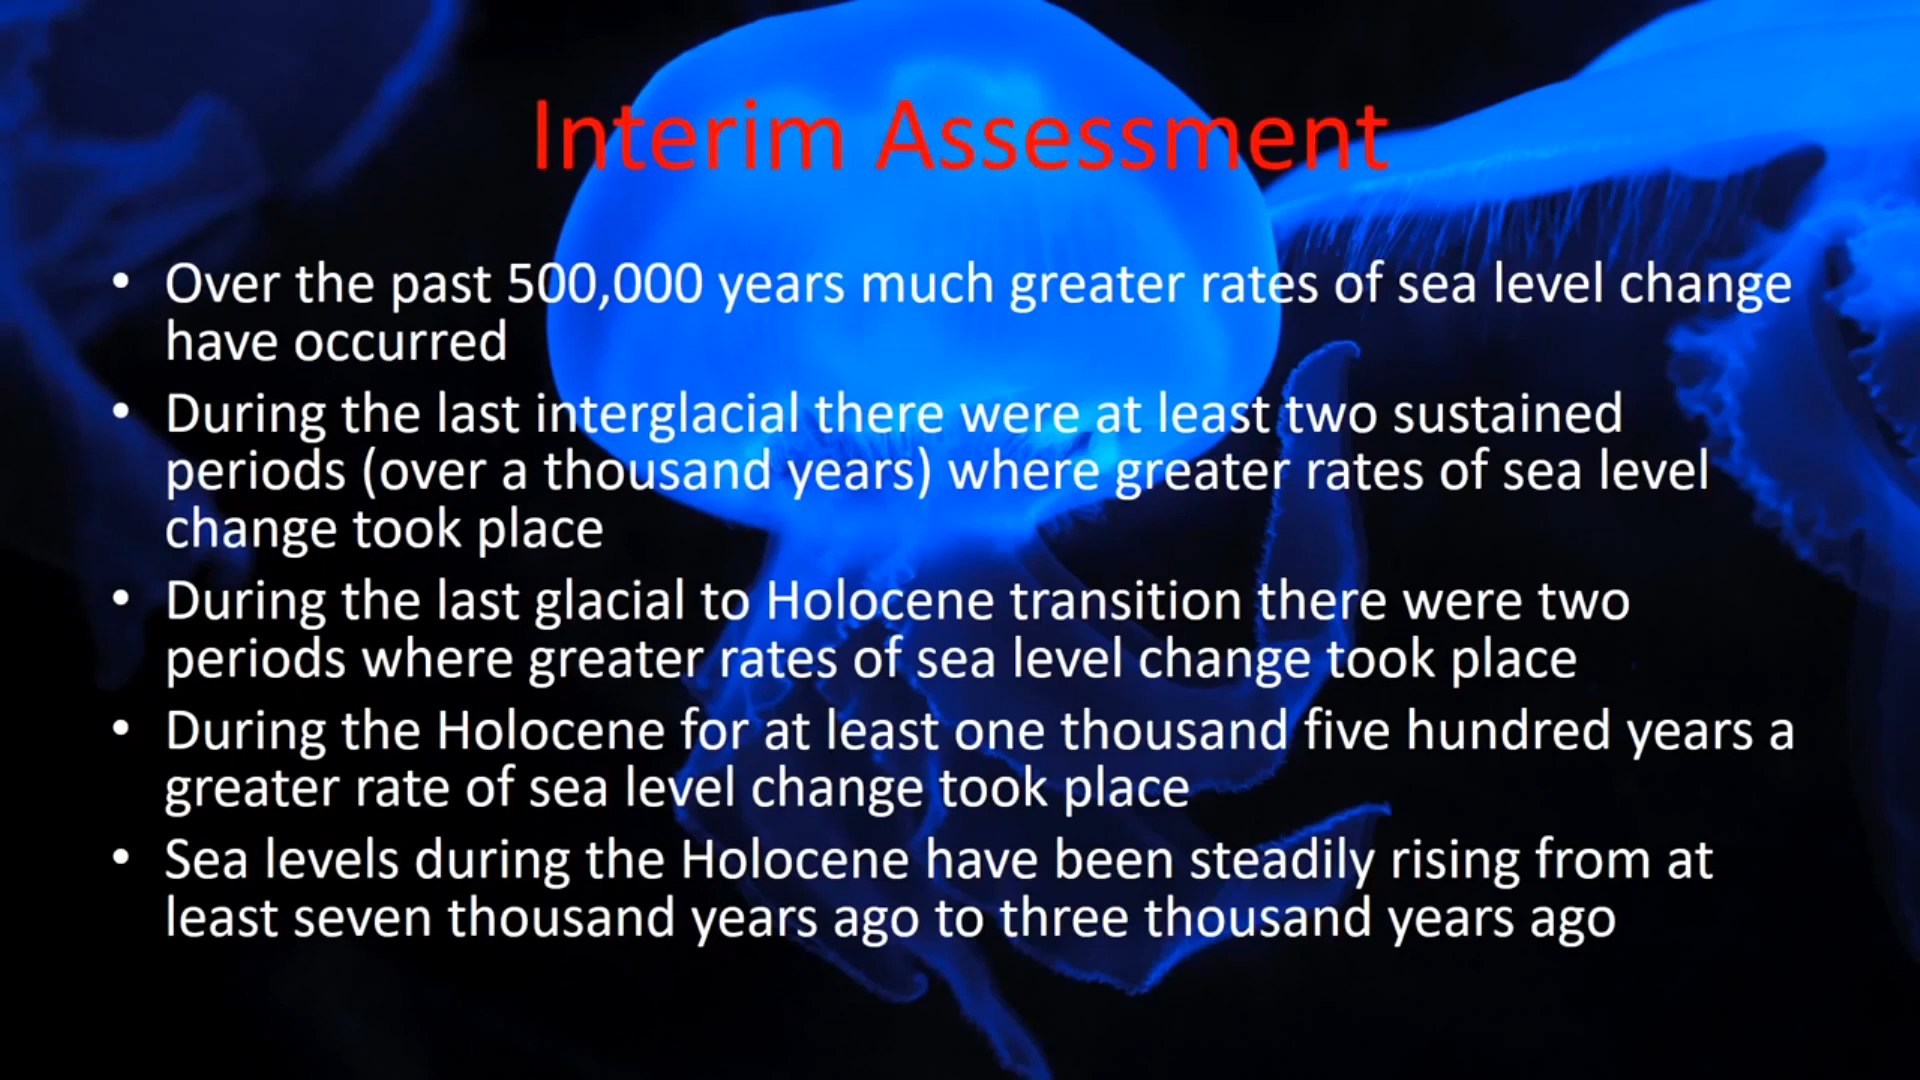 Interim Assessment
• Over the past 500,000 years much greater rates of sea level change
have occurred
• During the last interglacial there were at least two sustained
periods (over a thousand years) where greater rates of sea level
change took place
• During the last glacial to Holocene transition there were two
periods where greater rates of sea level change took place
• During the Holocene for at least one thousand five hundred years a
greater rate of sea level change took place
• Sea levels during the Holocene have been steadily rising from at
least seven thousand years ago to three thousand years ago